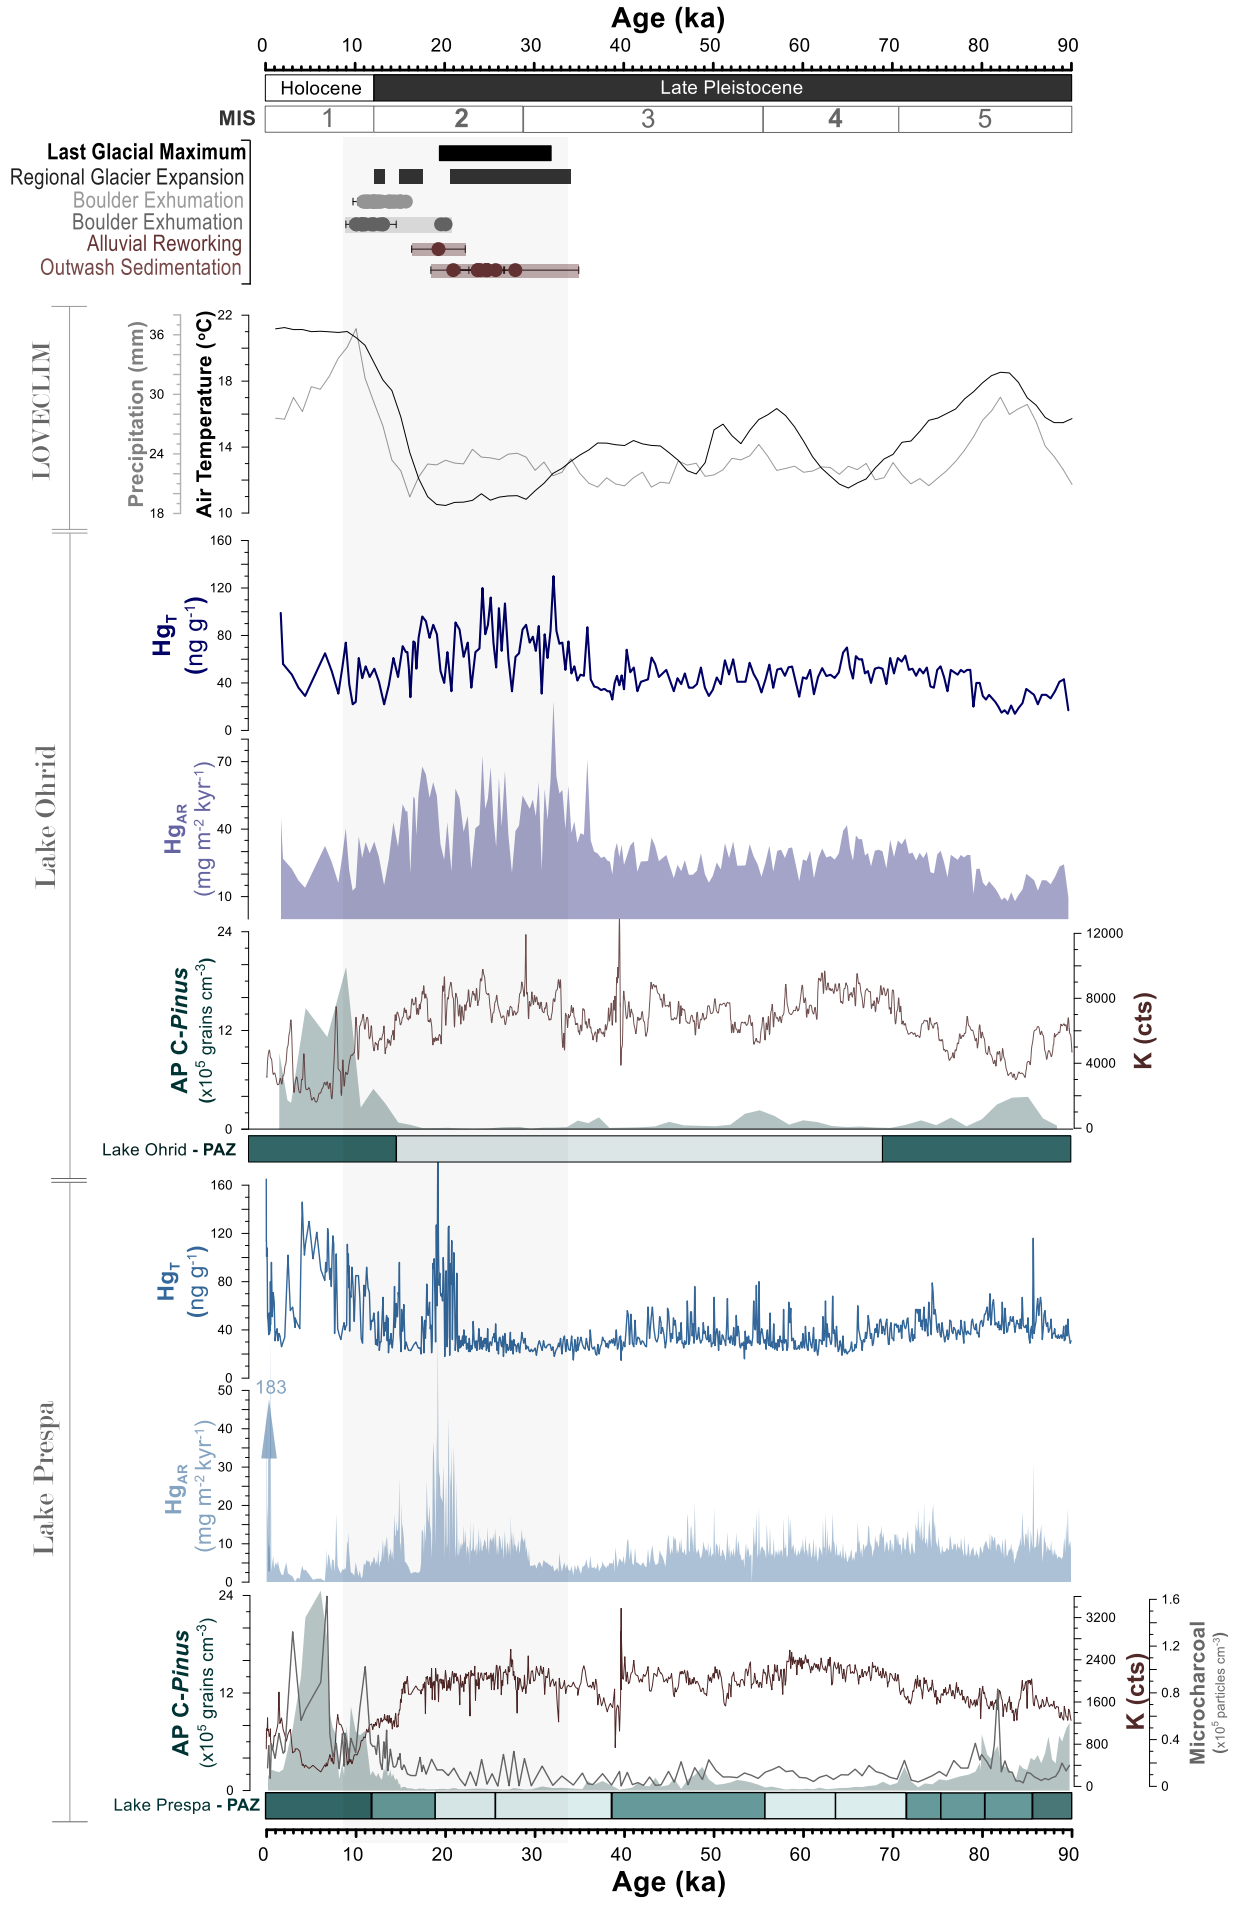 Age (ka)
0 10 20 30 40 50 60 70 80 90
Holocene Late Pleistocene
MIS 1 2 3 4 5
Last Glacial Maximum
Regional Glacier Expansion
Boulder Exhumation
Boulder Exhumation
Alluvial Reworking
Outwash Sedimentation
LOVECLIM
Precipitation (mm)
36
30
24
18
Air Temperature (°C)
22
18
14
10
Lake Ohrid
HgT
(ng g-1)
160
120
80
40
0
HgAR
(mg m-2 kyr-1)
70
40
10
AP C-Pinus
(x10⁵ grains cm-3)
24
12
0
12000
8000
4000
0
K (cts)
Lake Ohrid - PAZ
Lake Prespa
HgT
(ng g-1)
160
120
80
40
0
183
HgAR
(mg m-2 kyr-1)
50
40
30
20
10
0
AP C-Pinus
(x10⁵ grains cm-3)
24
12
0
3200
2400
1600
800
0
K (cts)
1.6
1.2
0.8
0.4
0
Microcharcoal
(x10⁵ particles cm-3)
Lake Prespa - PAZ
0 10 20 30 40 50 60 70 80 90
Age (ka)